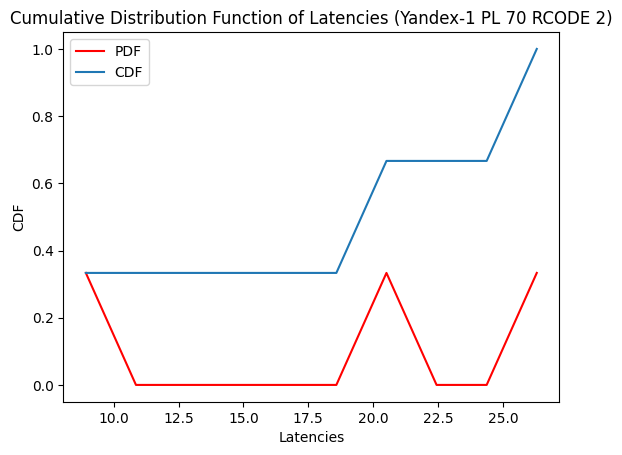 Cumulative Distribution Function of Latencies (Yandex-1 PL 70 RCODE 2)
PDF
CDF
1.0
0.8
0.6
0.4
0.2
0.0
CDF
10.0 12.5 15.0 17.5 20.0 22.5 25.0
Latencies